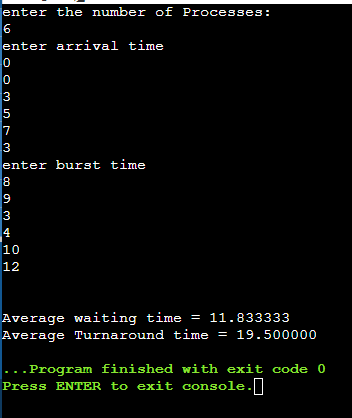 enter the number of Processes:
6
enter arrival time
0
0
3
5
7
3
enter burst time
8
9
3
4
10
12
Average waiting time = 11.833333
Average Turnaround time = 19.500000
...Program finished with exit code 0
Press ENTER to exit console.